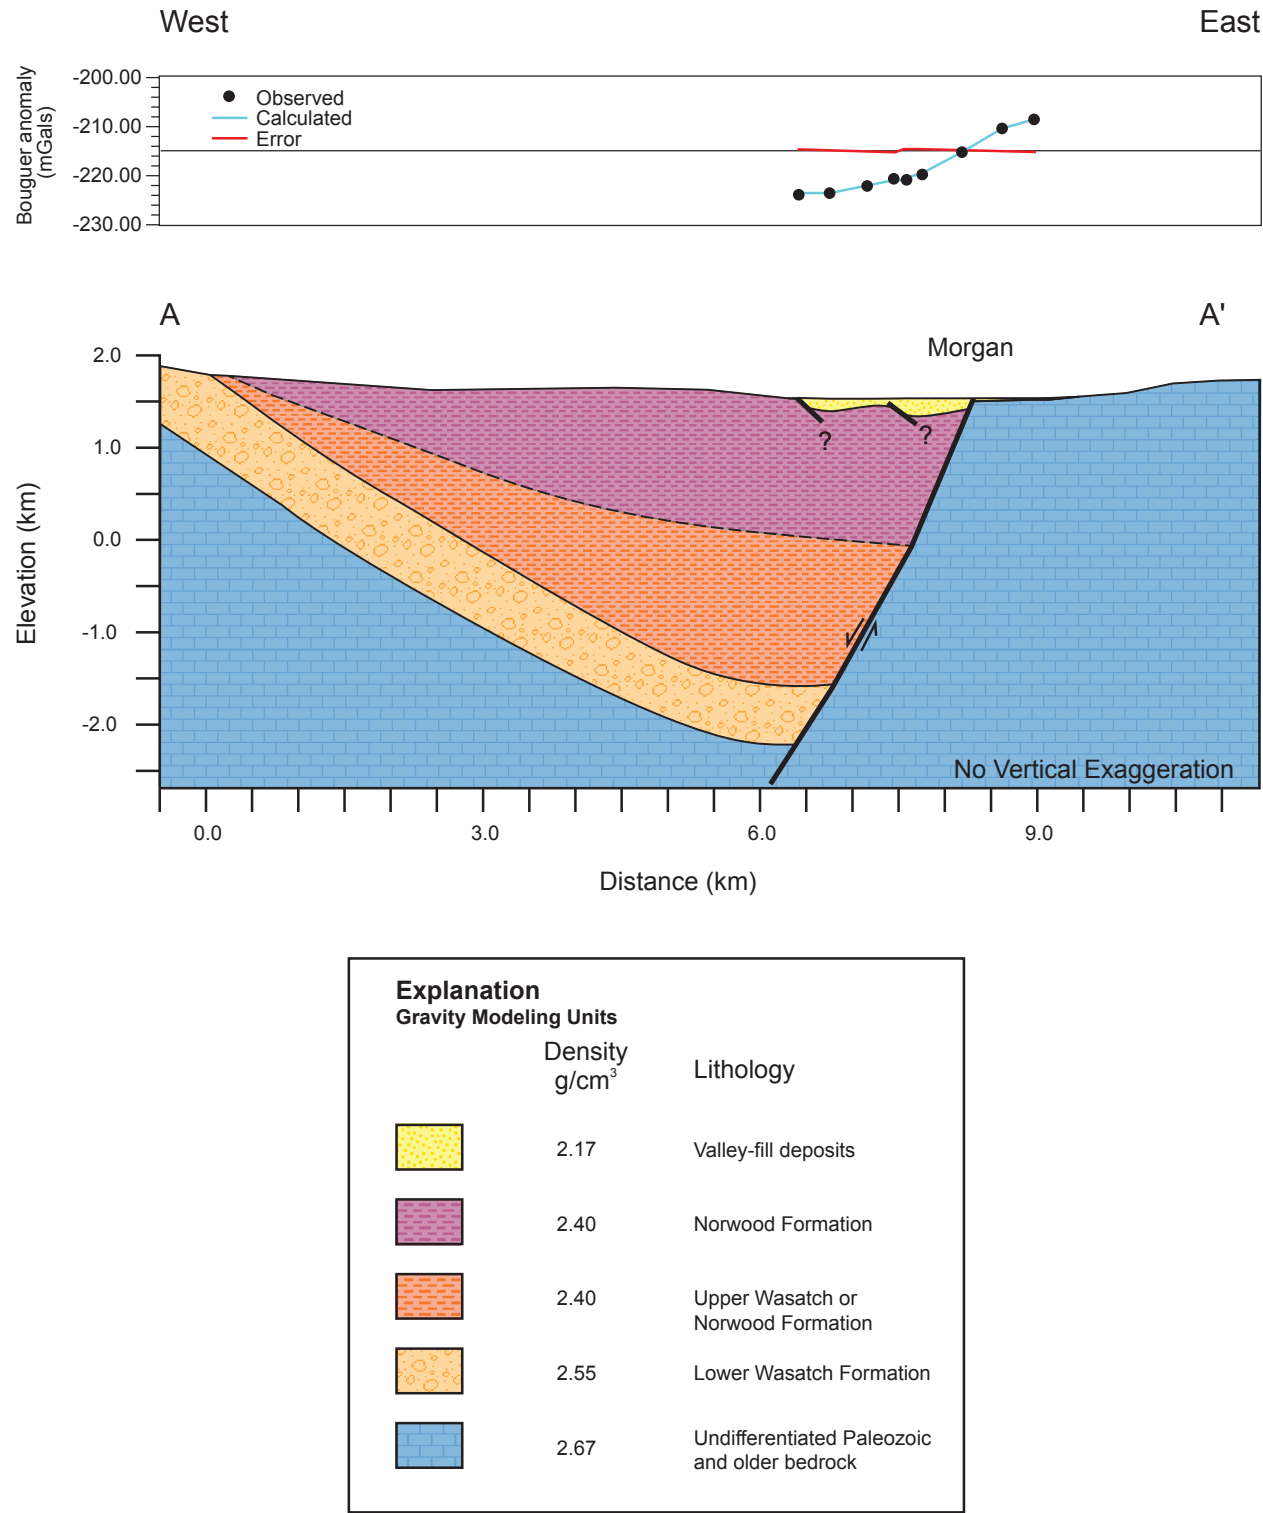 West
East
Bouguer anomaly
(mGals)
-200.00
-210.00
-220.00
-230.00
Observed
Calculated
Error
A
A'
Morgan
Elevation (km)
2.0
1.0
0.0
-1.0
-2.0
?
?
No Vertical Exaggeration
0.0
3.0
6.0
9.0
Distance (km)
Explanation
Gravity Modeling Units
Density
g/cm³
Lithology
2.17 Valley-fill deposits
2.40 Norwood Formation
2.40 Upper Wasatch or
Norwood Formation
2.55 Lower Wasatch Formation
2.67 Undifferentiated Paleozoic
and older bedrock